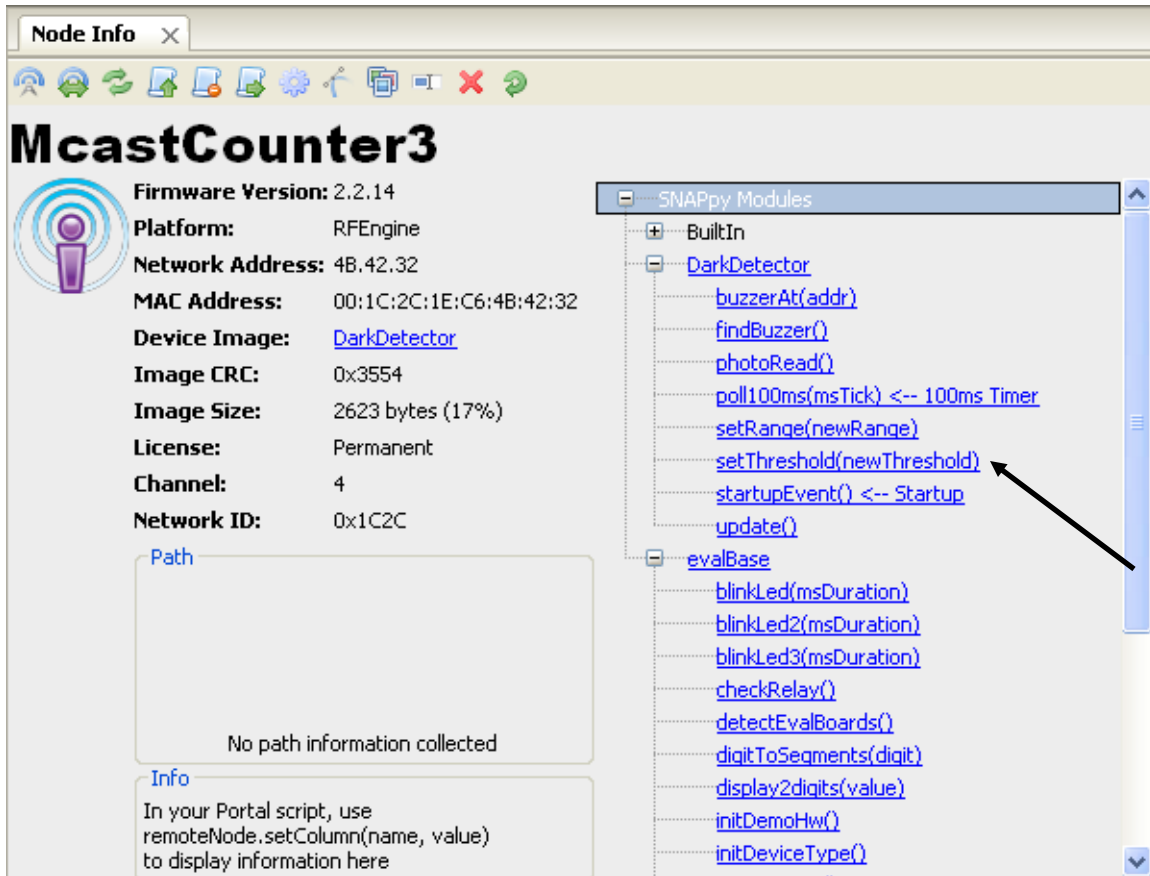 Node Info
McastCounter3
Firmware Version: 2.2.14
Platform: RFEngine
Network Address: 4B.42.32
MAC Address: 00:1C:2C:1E:C6:4B:42:32
Device Image: DarkDetector
Image CRC: 0x3554
Image Size: 2623 bytes (17%)
License: Permanent
Channel: 4
Network ID: 0x1C2C
Path
No path information collected
Info
In your Portal script, use
remoteNode.setColumn(name, value)
to display information here
SNAPpy Modules
BuiltIn
DarkDetector
buzzerAt(addr)
findBuzzer()
photoRead()
poll100ms(msTick) <-- 100ms Timer
setRange(newRange)
setThreshold(newThreshold)
startupEvent() <-- Startup
update()
evalBase
blinkLed(msDuration)
blinkLed2(msDuration)
blinkLed3(msDuration)
checkRelay()
detectEvalBoards()
digitToSegments(digit)
display2digits(value)
initDemoHw()
initDeviceType()